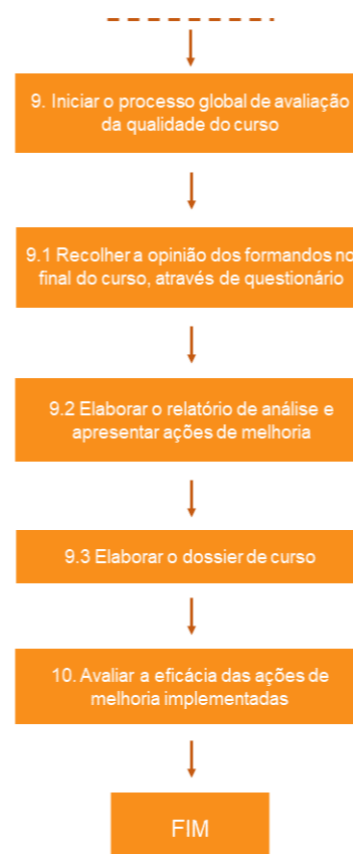 9. Iniciar o processo global de avaliação
da qualidade do curso
9.1 Recolher a opinião dos formandos no
final do curso, através de questionário
9.2 Elaborar o relatório de análise e
apresentar ações de melhoria
9.3 Elaborar o dossier de curso
10. Avaliar a eficácia das ações de
melhoria implementadas
FIM